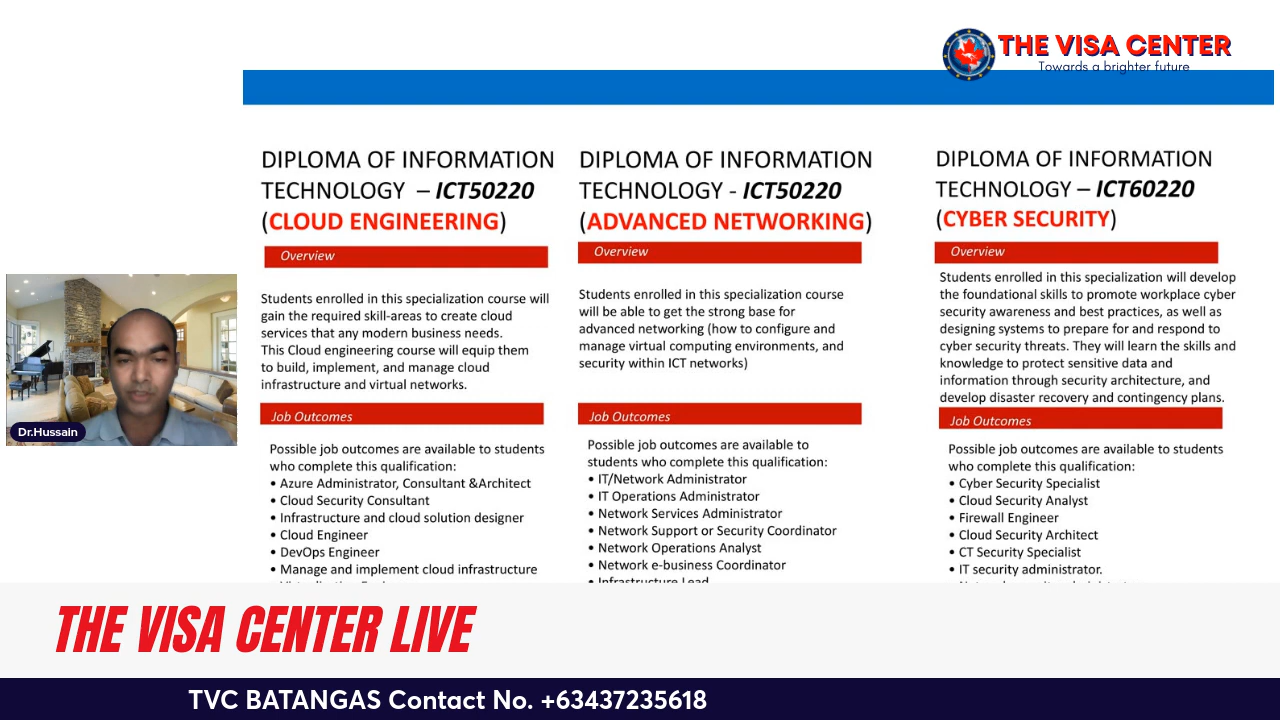 THE VISA CENTER
Towards a brighter future
DIPLOMA OF INFORMATION
TECHNOLOGY – ICT50220
(CLOUD ENGINEERING)
Overview
Students enrolled in this specialization course will
gain the required skill-areas to create cloud
services that any modern business needs.
This Cloud engineering course will equip them
to build, implement, and manage cloud
infrastructure and virtual networks.
Job Outcomes
Possible job outcomes are available to students
who complete this qualification:
• Azure Administrator, Consultant &Architect
• Cloud Security Consultant
• Infrastructure and cloud solution designer
• Cloud Engineer
• DevOps Engineer
• Manage and implement cloud infrastructure
DIPLOMA OF INFORMATION
TECHNOLOGY - ICT50220
(ADVANCED NETWORKING)
Overview
Students enrolled in this specialization course
will be able to get the strong base for
advanced networking (how to configure and
manage virtual computing environments, and
security within ICT networks)
Job Outcomes
Possible job outcomes are available to
students who complete this qualification:
• IT/Network Administrator
• IT Operations Administrator
• Network Services Administrator
• Network Support or Security Coordinator
• Network Operations Analyst
• Network e-business Coordinator
• Infrastructure Lead
DIPLOMA OF INFORMATION
TECHNOLOGY – ICT60220
(CYBER SECURITY)
Overview
Students enrolled in this specialization will develop
the foundational skills to promote workplace cyber
security awareness and best practices, as well as
designing systems to prepare for and respond to
cyber security threats. They will learn the skills and
knowledge to protect sensitive data and
information through security architecture, and
develop disaster recovery and contingency plans.
Job Outcomes
Possible job outcomes are available to students
who complete this qualification:
• Cyber Security Specialist
• Cloud Security Analyst
• Firewall Engineer
• Cloud Security Architect
• CT Security Specialist
• IT security administrator.
Dr.Hussain
THE VISA CENTER LIVE
TVC BATANGAS Contact No. +63437235618